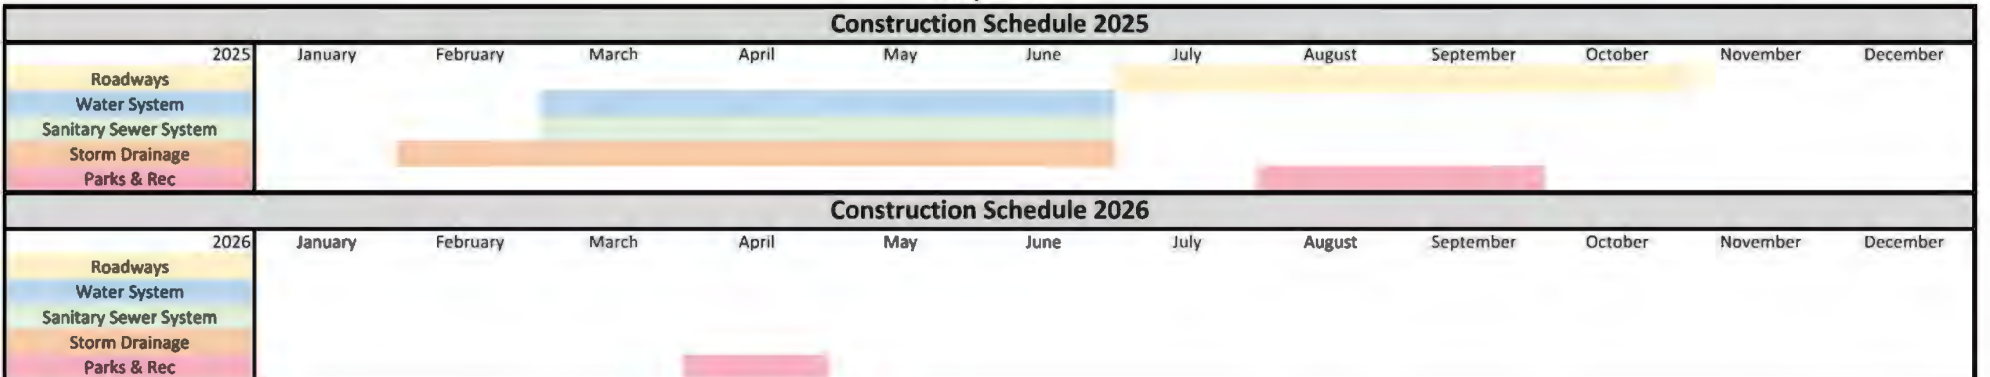 Construction Schedule 2025
2025 January February March April May June July August September October November December
Roadways
Water System
Sanitary Sewer System
Storm Drainage
Parks & Rec
Construction Schedule 2026
2026 January February March April May June July August September October November December
Roadways
Water System
Sanitary Sewer System
Storm Drainage
Parks & Rec